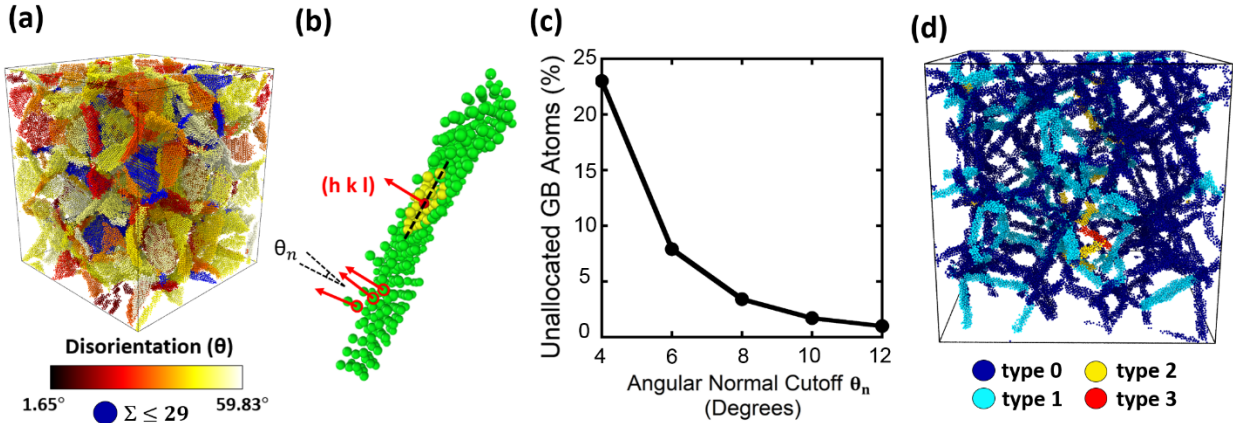 (a)
Disorientation (θ)
1.65° 59.83°
Σ ≤ 29
(b)
(h k l)
θn
(c)
Unallocated GB Atoms (%)
25
20
15
10
5
0
4 6 8 10 12
Angular Normal Cutoff θn
(Degrees)
(d)
type 0 type 2
type 1 type 3